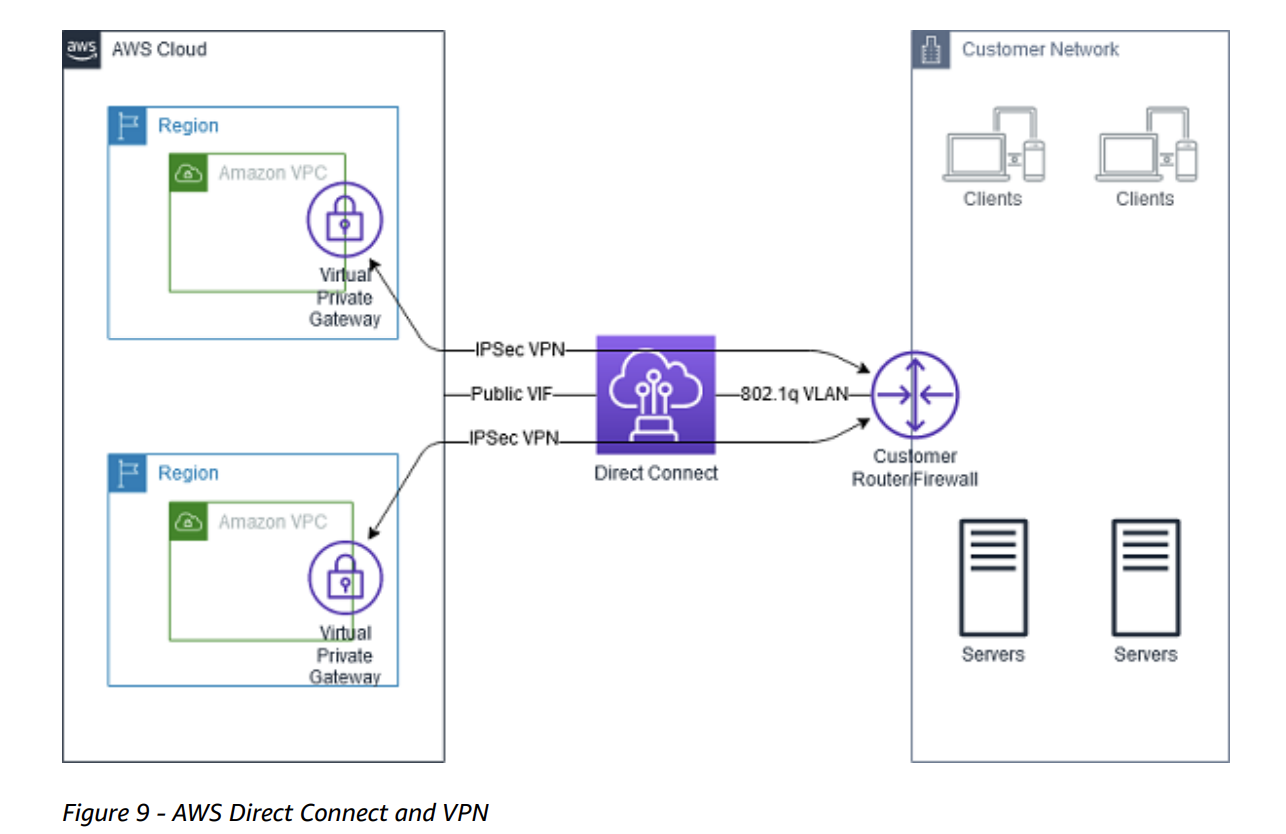 aws
AWS Cloud
Customer Network
Region
Amazon VPC
Virtual
Private
Gateway
Clients
Clients
IPSec VPN
Public VIF
802.1q VLAN
IPSec VPN
Direct Connect
Customer
Router/Firewall
Region
Amazon VPC
Virtual
Private
Gateway
Servers
Servers
Figure 9 - AWS Direct Connect and VPN